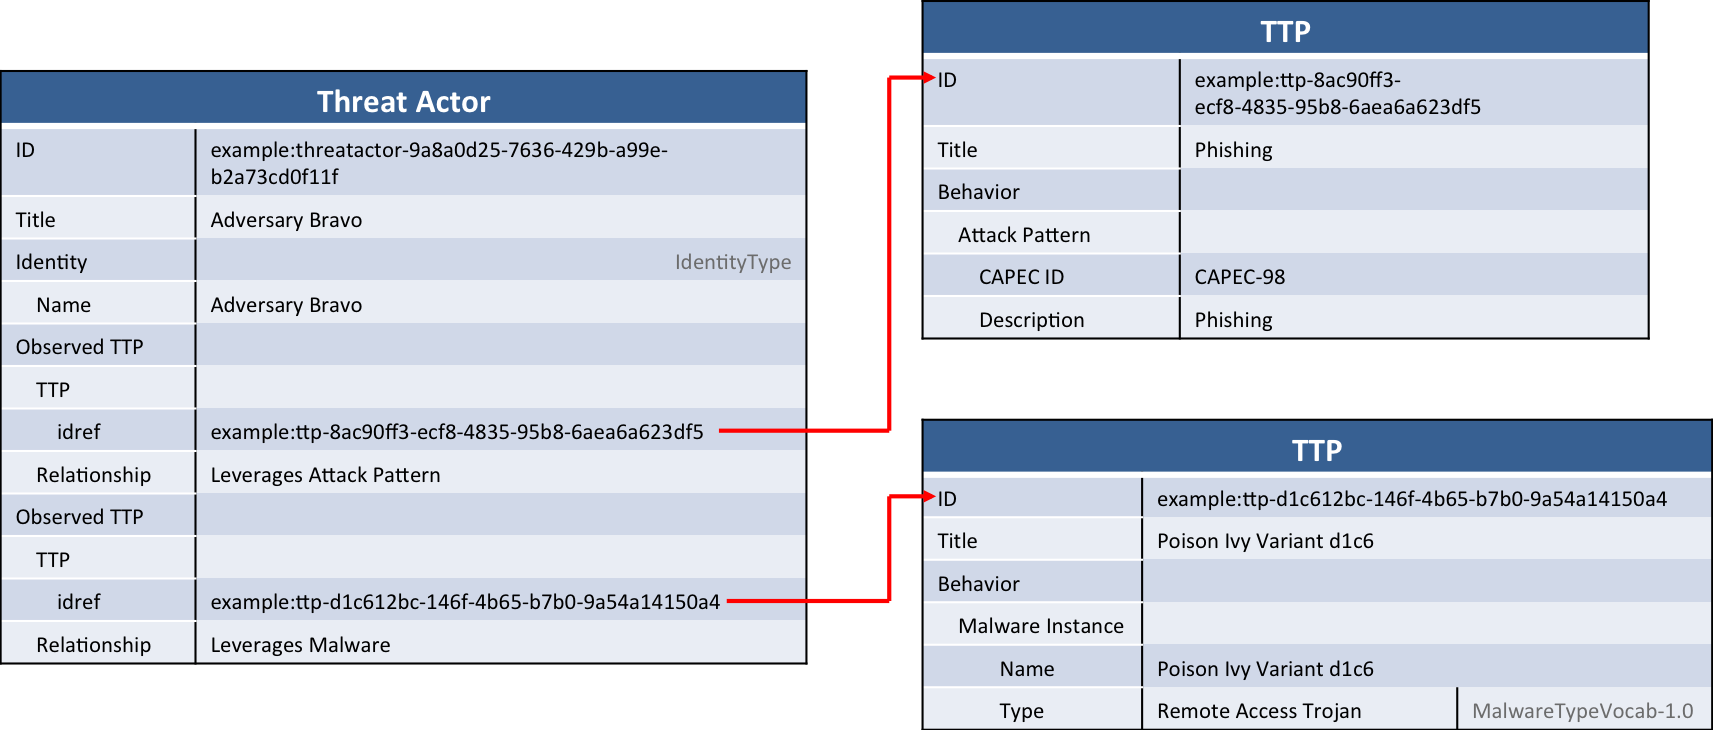 Threat Actor
ID
example:threatactor-9a8a0d25-7636-429b-a99e-
b2a73cd0f11f
Title
Adversary Bravo
Identity
IdentityType
Name
Adversary Bravo
Observed TTP
TTP
idref
example:ttp-8ac90ff3-ecf8-4835-95b8-6aea6a623df5
Relationship
Leverages Attack Pattern
Observed TTP
TTP
idref
example:ttp-d1c612bc-146f-4b65-b7b0-9a54a14150a4
Relationship
Leverages Malware
TTP
ID
example:ttp-8ac90ff3-
ecf8-4835-95b8-6aea6a623df5
Title
Phishing
Behavior
Attack Pattern
CAPEC ID
CAPEC-98
Description
Phishing
TTP
ID
example:ttp-d1c612bc-146f-4b65-b7b0-9a54a14150a4
Title
Poison Ivy Variant d1c6
Behavior
Malware Instance
Name
Poison Ivy Variant d1c6
Type
Remote Access Trojan
MalwareTypeVocab-1.0